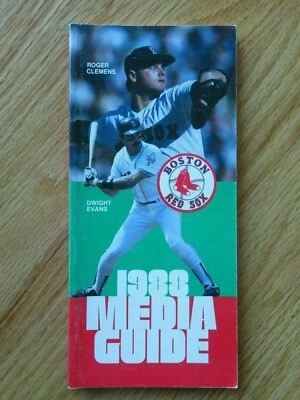 ROGER
CLEMENS
BOSTON
RED SOX
DWIGHT
EVANS
1988
MEDIA
GUIDE